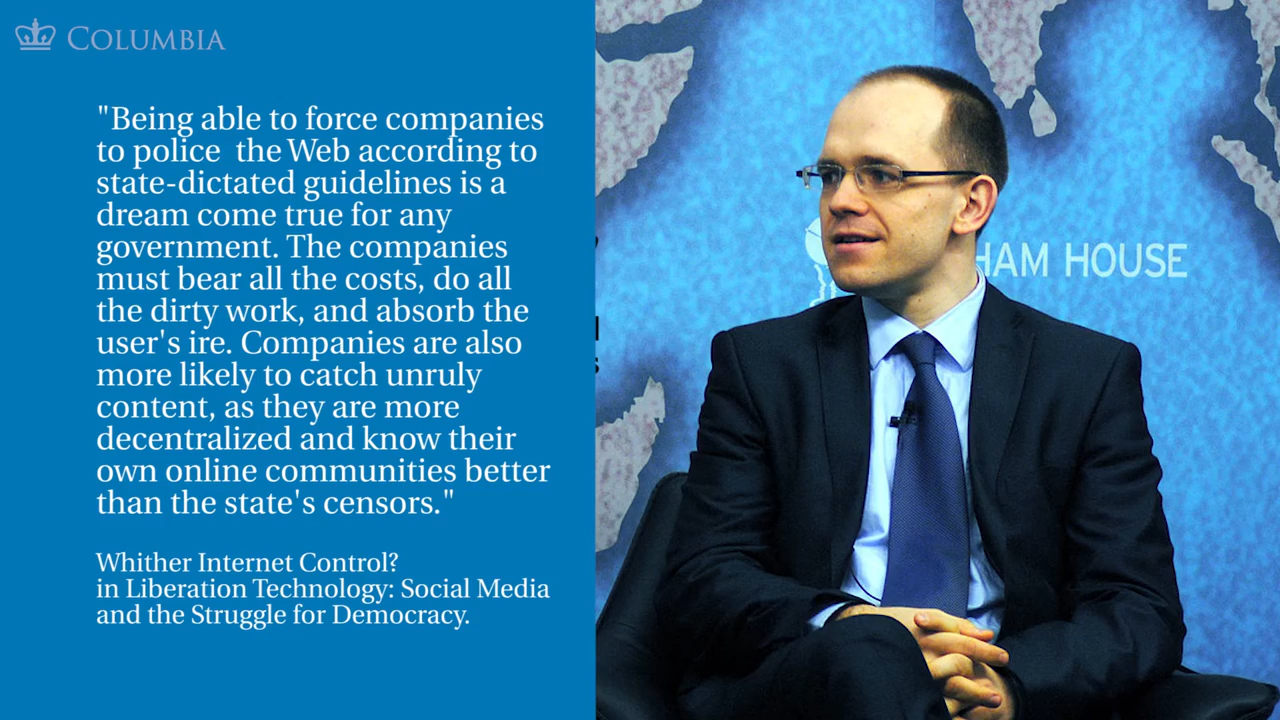 COLUMBIA
"Being able to force companies
to police  the Web according to
state-dictated guidelines is a
dream come true for any
government. The companies
must bear all the costs, do all
the dirty work, and absorb the
user's ire. Companies are also
more likely to catch unruly
content, as they are more
decentralized and know their
own online communities better
than the state's censors."
Whither Internet Control?
in Liberation Technology: Social Media
and the Struggle for Democracy.
HAM HOUSE